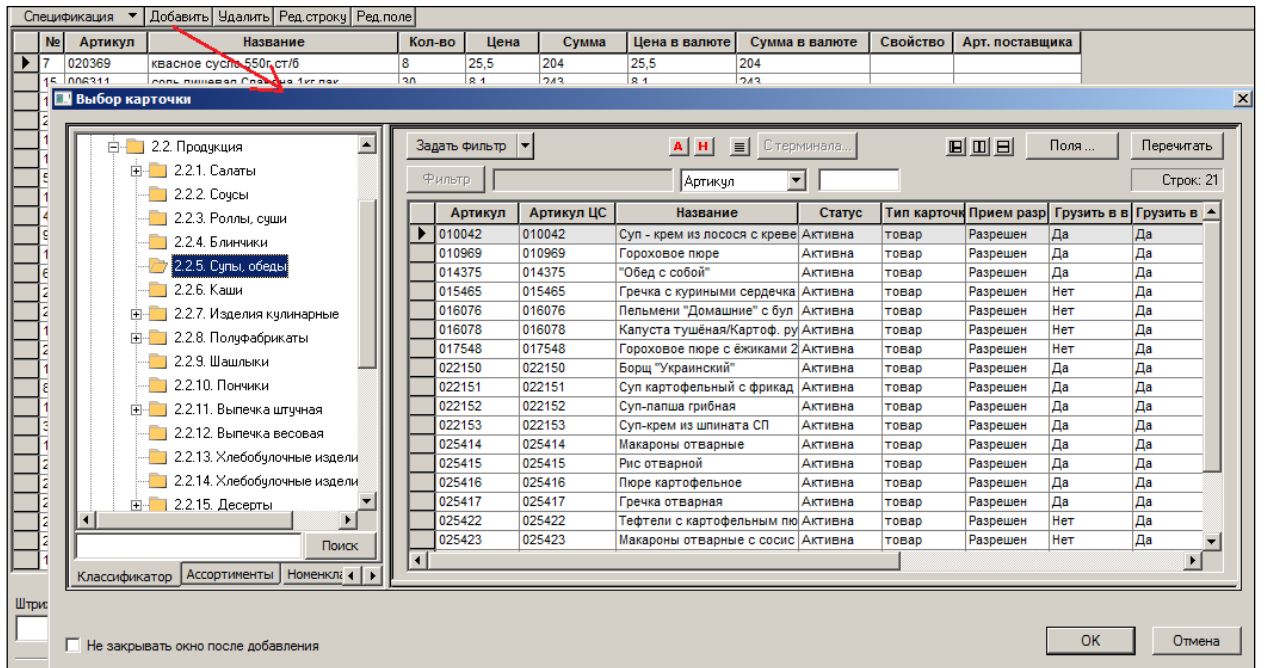 Спецификация Добавить Удалить Ред.строку Ред.поле
№ Артикул Название Кол-во Цена Сумма Цена в валюте Сумма в валюте Свойство Арт. поставщика
7 020369 квасное сусло 550г ст/б 8 25,5 204 25,5 204
15 006311 соль пищевая 1кг пак 30 8,1 243 8,1 243
Выбор карточки
2.2. Продукция
2.2.1. Салаты
2.2.2. Соусы
2.2.3. Роллы, суши
2.2.4. Блинчики
2.2.5. Супы, обеды
2.2.6. Каши
2.2.7. Изделия кулинарные
2.2.8. Полуфабрикаты
2.2.9. Шашлыки
2.2.10. Пончики
2.2.11. Выпечка штучная
2.2.12. Выпечка весовая
2.2.13. Хлебобулочные издели
2.2.14. Хлебобулочные издели
2.2.15. Десерты
Поиск
Классификатор Ассортименты Номенкла
Задать фильтр А Н С терминала... Поля ... Перечитать
Фильтр Артикул Строк: 21
Артикул Артикул ЦС Название Статус Тип карточк Прием разр Грузить в в Грузить в
010042 010042 Суп - крем из лосося с креве Активна товар Разрешен Да Да
010969 010969 Гороховое пюре Активна товар Разрешен Да Да
014375 014375 "Обед с собой" Активна товар Разрешен Да Да
015465 015465 Гречка с куриными сердечка Активна товар Разрешен Нет Да
016076 016076 Пельмени "Домашние" с бул Активна товар Разрешен Нет Да
016078 016078 Капуста тушёная/Картоф. ру Активна товар Разрешен Нет Да
017548 017548 Гороховое пюре с ёжиками 2 Активна товар Разрешен Нет Да
022150 022150 Борщ "Украинский" Активна товар Разрешен Да Да
022151 022151 Суп картофельный с фрикад Активна товар Разрешен Да Да
022152 022152 Суп-лапша грибная Активна товар Разрешен Да Да
022153 022153 Суп-крем из шпината СП Активна товар Разрешен Да Да
025414 025414 Макароны отварные Активна товар Разрешен Да Да
025415 025415 Рис отварной Активна товар Разрешен Да Да
025416 025416 Пюре картофельное Активна товар Разрешен Да Да
025417 025417 Гречка отварная Активна товар Разрешен Да Да
025422 025422 Тефтели с картофельным пю Активна товар Разрешен Нет Да
025423 025423 Макароны отварные с сосис Активна товар Разрешен Нет Да
Штри
Не закрывать окно после добавления
OK Отмена